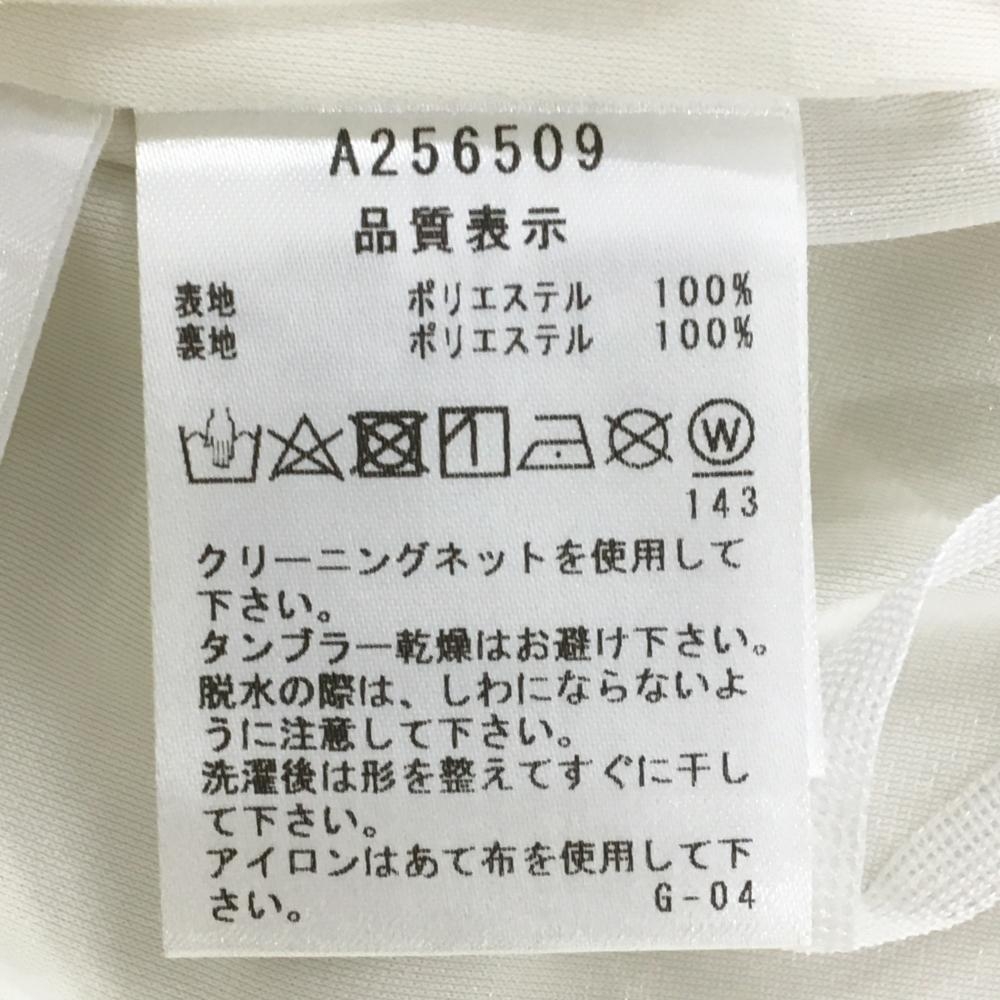 A256509
品質表示
表地 ポリエステル 100%
裏地 ポリエステル 100%
W
143
クリーニングネットを使用して
下さい。
タンブラー乾燥はお避け下さい。
脱水の際は、しわにならないよ
うに注意して下さい。
洗濯後は形を整えてすぐに干し
て下さい。
アイロンはあて布を使用して下
さい。 G-04